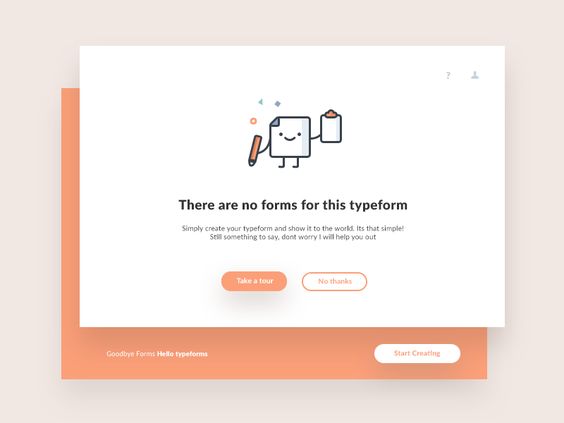 ?
There are no forms for this typeform
Simply create your typeform and show it to the world. Its that simple!
Still something to say, dont worry I will help you out
Take a tour
No thanks
Goodbye Forms Hello typeforms
Start Creating